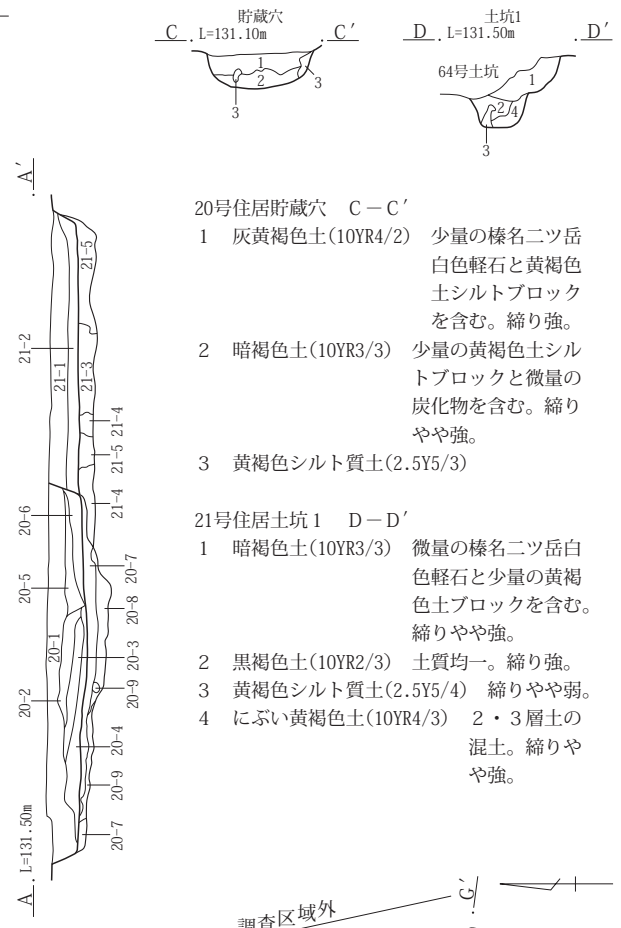 貯蔵穴
C . L=131.10m . C′
1
2
3
3
土坑1
D . L=131.50m . D′
64号土坑
1
2
4
3
A′
21-5
21-2
21-1
21-3
21-4
21-5
21-4
20-6
20-7
20-5
20-8
20-1
20-3
20-2
20-9
20-4
20-9
20-7
A . L=131.50m
20号住居貯蔵穴 C-C′
1 灰黄褐色土(10YR4/2) 少量の榛名二ツ岳
白色軽石と黄褐色
土シルトブロック
を含む。締り強。
2 暗褐色土(10YR3/3) 少量の黄褐色土シル
トブロックと微量の
炭化物を含む。締り
やや強。
3 黄褐色シルト質土(2.5Y5/3)
21号住居土坑1 D-D′
1 暗褐色土(10YR3/3) 微量の榛名二ツ岳白
色軽石と少量の黄褐
色土ブロックを含む。
締りやや強。
2 黒褐色土(10YR2/3) 土質均一。締り強。
3 黄褐色シルト質土(2.5Y5/4) 締りやや弱。
4 にぶい黄褐色土(10YR4/3) 2・3層土の
混土。締りや
や強。
調査区域外
. G′